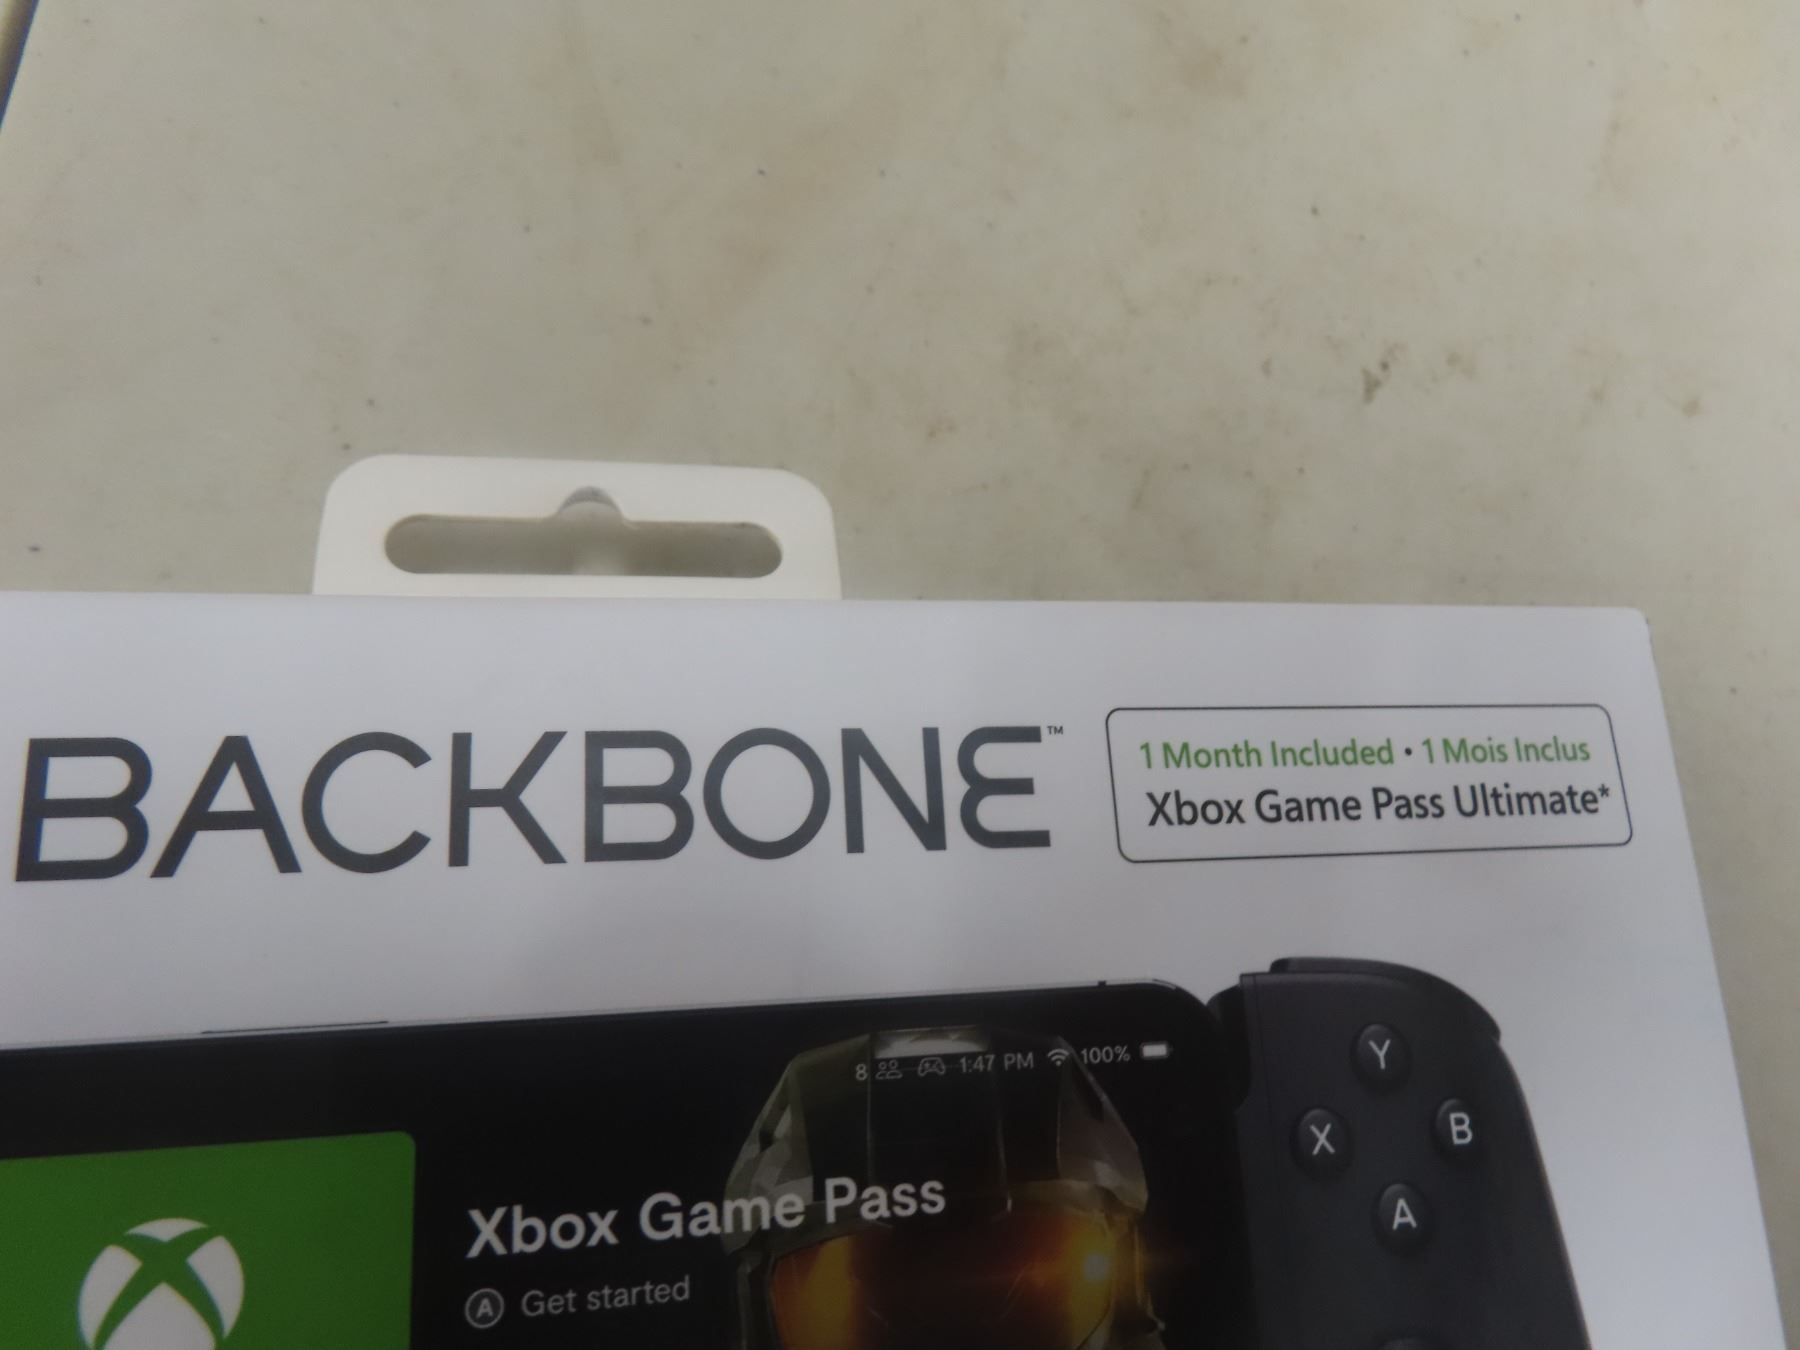 BACKBONE™
1 Month Included • 1 Mois Inclus
Xbox Game Pass Ultimate*
8 1:47 PM 100%
Y
X B
A
Xbox Game Pass
A Get started